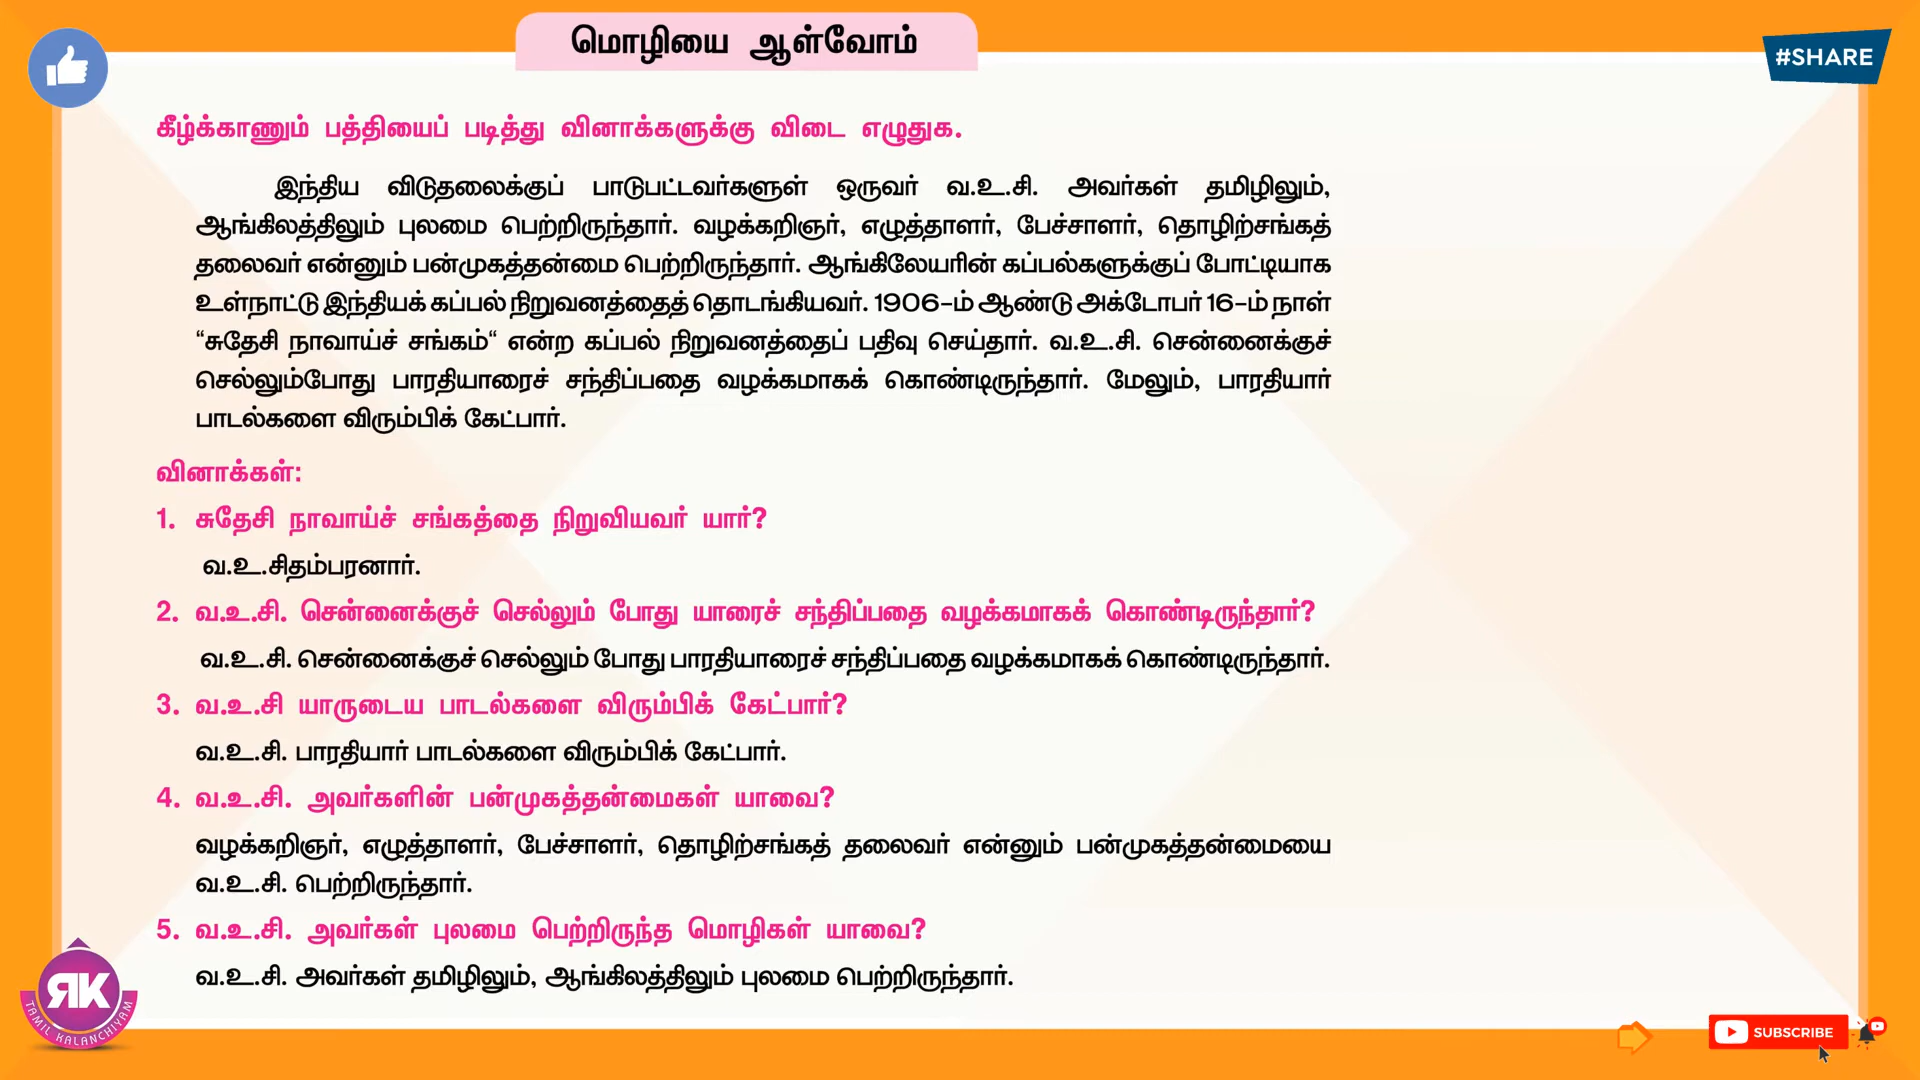 மொழியை ஆள்வோம்
#SHARE
கீழ்க்காணும் பத்தியைப் படித்து வினாக்களுக்கு விடை எழுதுக.
இந்திய விடுதலைக்குப் பாடுபட்டவர்களுள் ஒருவர் வ.உ.சி. அவர்கள் தமிழிலும்,
ஆங்கிலத்திலும் புலமை பெற்றிருந்தார். வழக்கறிஞர், எழுத்தாளர், பேச்சாளர், தொழிற்சங்கத்
தலைவர் என்னும் பன்முகத்தன்மை பெற்றிருந்தார். ஆங்கிலேயரின் கப்பல்களுக்குப் போட்டியாக
உள்நாட்டு இந்தியக் கப்பல் நிறுவனத்தைத் தொடங்கியவர். 1906-ம் ஆண்டு அக்டோபர் 16-ம் நாள்
“சுதேசி நாவாய்ச் சங்கம்“ என்ற கப்பல் நிறுவனத்தைப் பதிவு செய்தார். வ.உ.சி. சென்னைக்குச்
செல்லும்போது பாரதியாரைச் சந்திப்பதை வழக்கமாகக் கொண்டிருந்தார். மேலும், பாரதியார்
பாடல்களை விரும்பிக் கேட்பார்.
வினாக்கள்:
1. சுதேசி நாவாய்ச் சங்கத்தை நிறுவியவர் யார்?
வ.உ.சிதம்பரனார்.
2. வ.உ.சி. சென்னைக்குச் செல்லும் போது யாரைச் சந்திப்பதை வழக்கமாகக் கொண்டிருந்தார்?
வ.உ.சி. சென்னைக்குச் செல்லும் போது பாரதியாரைச் சந்திப்பதை வழக்கமாகக் கொண்டிருந்தார்.
3. வ.உ.சி யாருடைய பாடல்களை விரும்பிக் கேட்பார்?
வ.உ.சி. பாரதியார் பாடல்களை விரும்பிக் கேட்பார்.
4. வ.உ.சி. அவர்களின் பன்முகத்தன்மைகள் யாவை?
வழக்கறிஞர், எழுத்தாளர், பேச்சாளர், தொழிற்சங்கத் தலைவர் என்னும் பன்முகத்தன்மையை
வ.உ.சி. பெற்றிருந்தார்.
5. வ.உ.சி. அவர்கள் புலமை பெற்றிருந்த மொழிகள் யாவை?
வ.உ.சி. அவர்கள் தமிழிலும், ஆங்கிலத்திலும் புலமை பெற்றிருந்தார்.
RK
TAMIL KALANCHIYAM
SUBSCRIBE